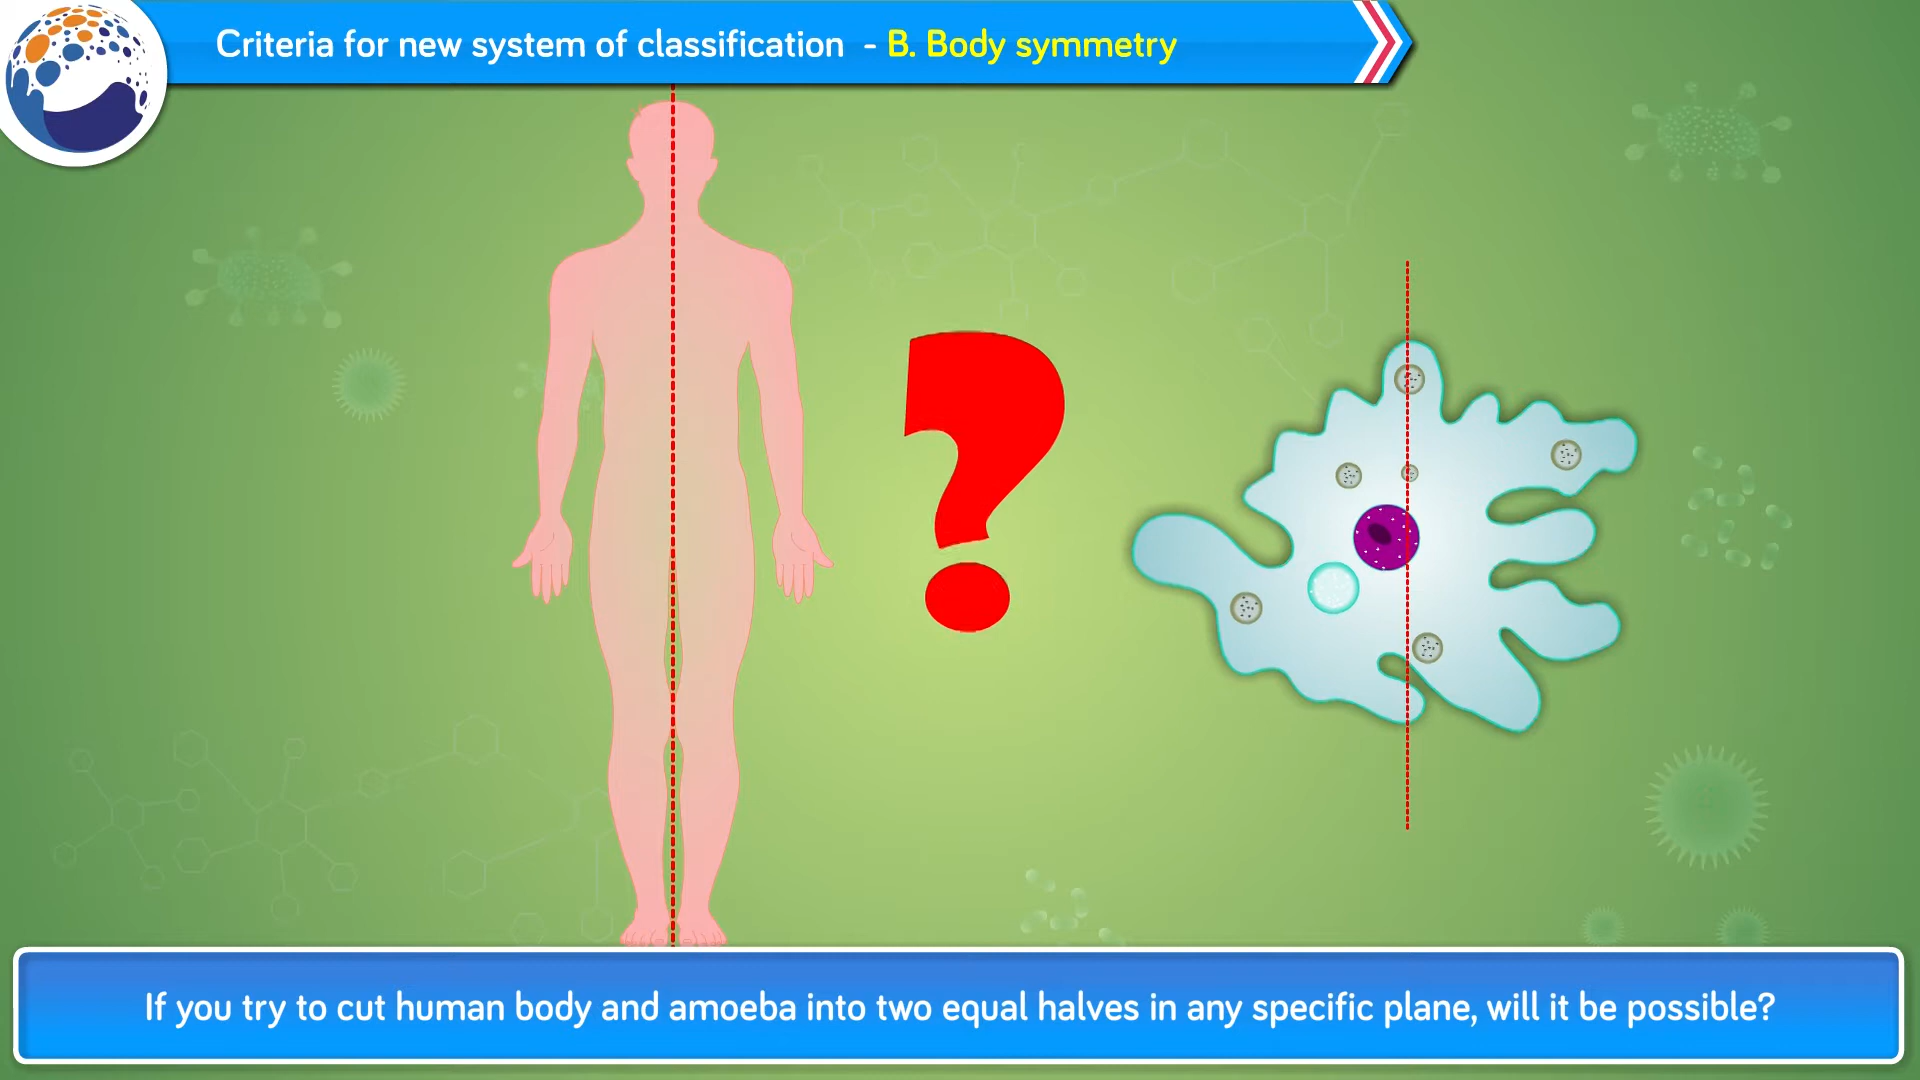 Criteria for new system of classification - B. Body symmetry
If you try to cut human body and amoeba into two equal halves in any specific plane, will it be possible?